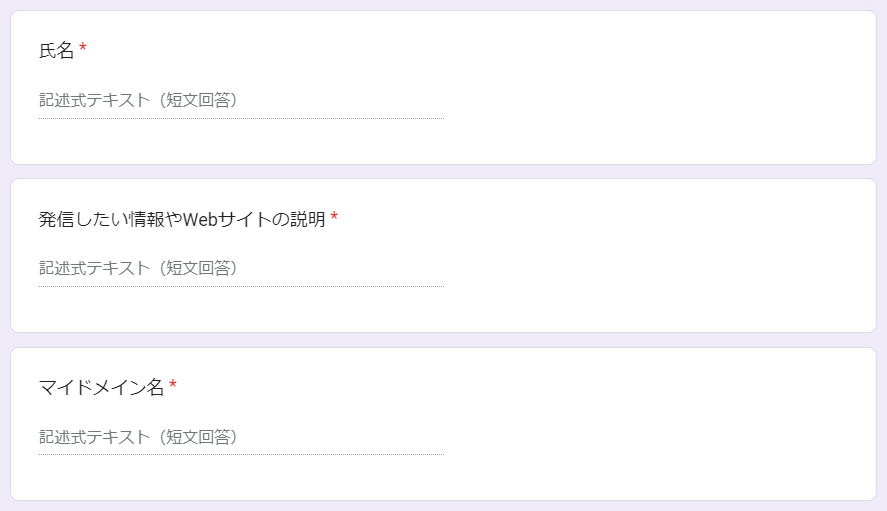 氏名 *
記述式テキスト（短文回答）
発信したい情報やWebサイトの説明 *
記述式テキスト（短文回答）
マイドメイン名 *
記述式テキスト（短文回答）